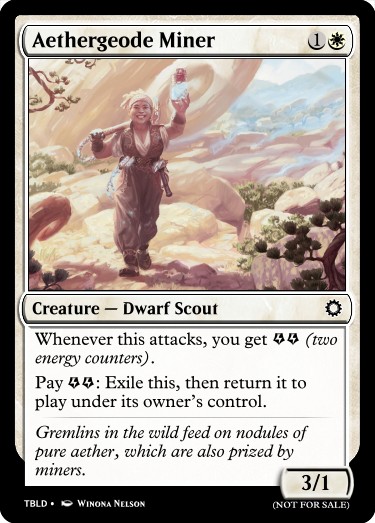 Aethergeode Miner 1
Creature — Dwarf Scout
Whenever this attacks, you get (two
energy counters).
Pay : Exile this, then return it to
play under its owner's control.
Gremlins in the wild feed on nodules of
pure aether, which are also prized by
miners.
3/1
TBLD • Winona Nelson
(NOT FOR SALE)